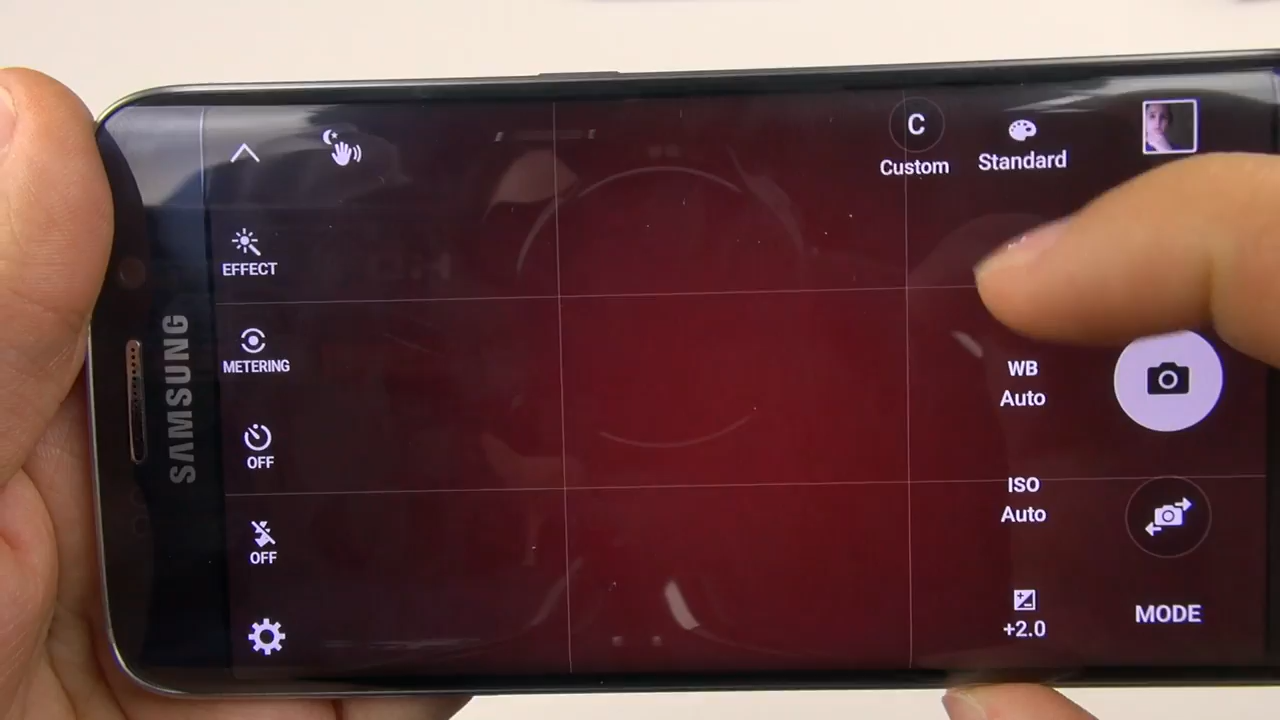 C
Custom
Standard
EFFECT
METERING
OFF
OFF
SAMSUNG
WB
Auto
ISO
Auto
+2.0
MODE